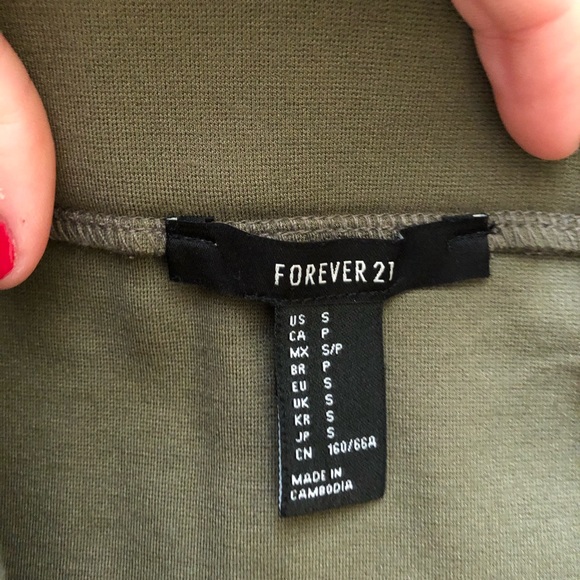 FOREVER 21
US S
CA P
MX S/P
BR P
EU S
UK S
KR S
JP S
CN 160/66A
MADE IN
CAMBODIA